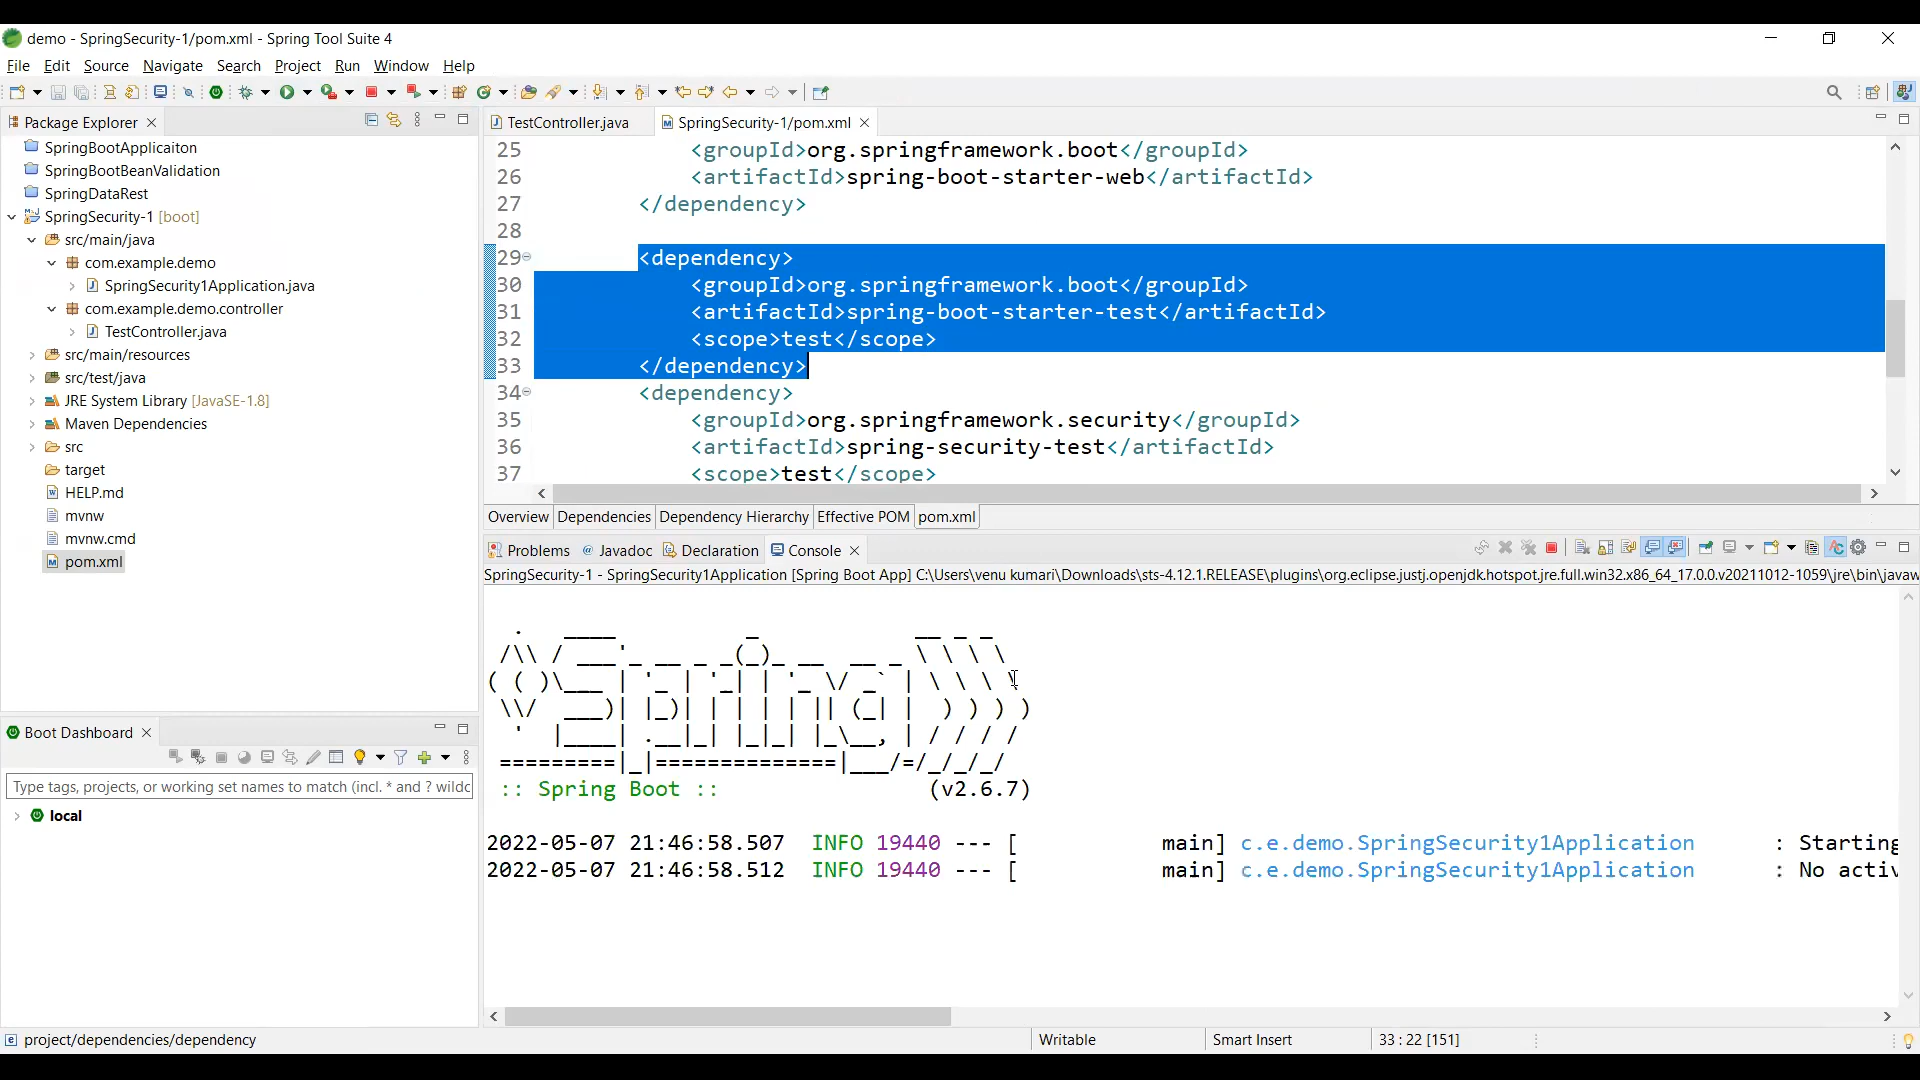 demo - SpringSecurity-1/pom.xml - Spring Tool Suite 4
File Edit Source Navigate Search Project Run Window Help
Package Explorer
SpringBootApplicaiton
SpringBootBeanValidation
SpringDataRest
SpringSecurity-1 [boot]
src/main/java
com.example.demo
SpringSecurity1Application.java
com.example.demo.controller
TestController.java
src/main/resources
src/test/java
JRE System Library [JavaSE-1.8]
Maven Dependencies
src
target
HELP.md
mvnw
mvnw.cmd
pom.xml
TestController.java SpringSecurity-1/pom.xml
25 <groupId>org.springframework.boot</groupId>
26 <artifactId>spring-boot-starter-web</artifactId>
27 </dependency>
28
29 <dependency>
30 <groupId>org.springframework.boot</groupId>
31 <artifactId>spring-boot-starter-test</artifactId>
32 <scope>test</scope>
33 </dependency>
34 <dependency>
35 <groupId>org.springframework.security</groupId>
36 <artifactId>spring-security-test</artifactId>
37 <scope>test</scope>
Overview Dependencies Dependency Hierarchy Effective POM pom.xml
Problems Javadoc Declaration Console
SpringSecurity-1 - SpringSecurity1Application [Spring Boot App] C:\Users\venu kumari\Downloads\sts-4.12.1.RELEASE\plugins\org.eclipse.justj.openjdk.hotspot.jre.full.win32.x86_64_17.0.0.v20211012-1059\jre\bin\javaw
Spring
:: Spring Boot :: (v2.6.7)
2022-05-07 21:46:58.507 INFO 19440 --- [ main] c.e.demo.SpringSecurity1Application : Starting
2022-05-07 21:46:58.512 INFO 19440 --- [ main] c.e.demo.SpringSecurity1Application : No activ
Boot Dashboard
Type tags, projects, or working set names to match (incl. * and ? wildc
local
project/dependencies/dependency Writable Smart Insert 33 : 22 [151]